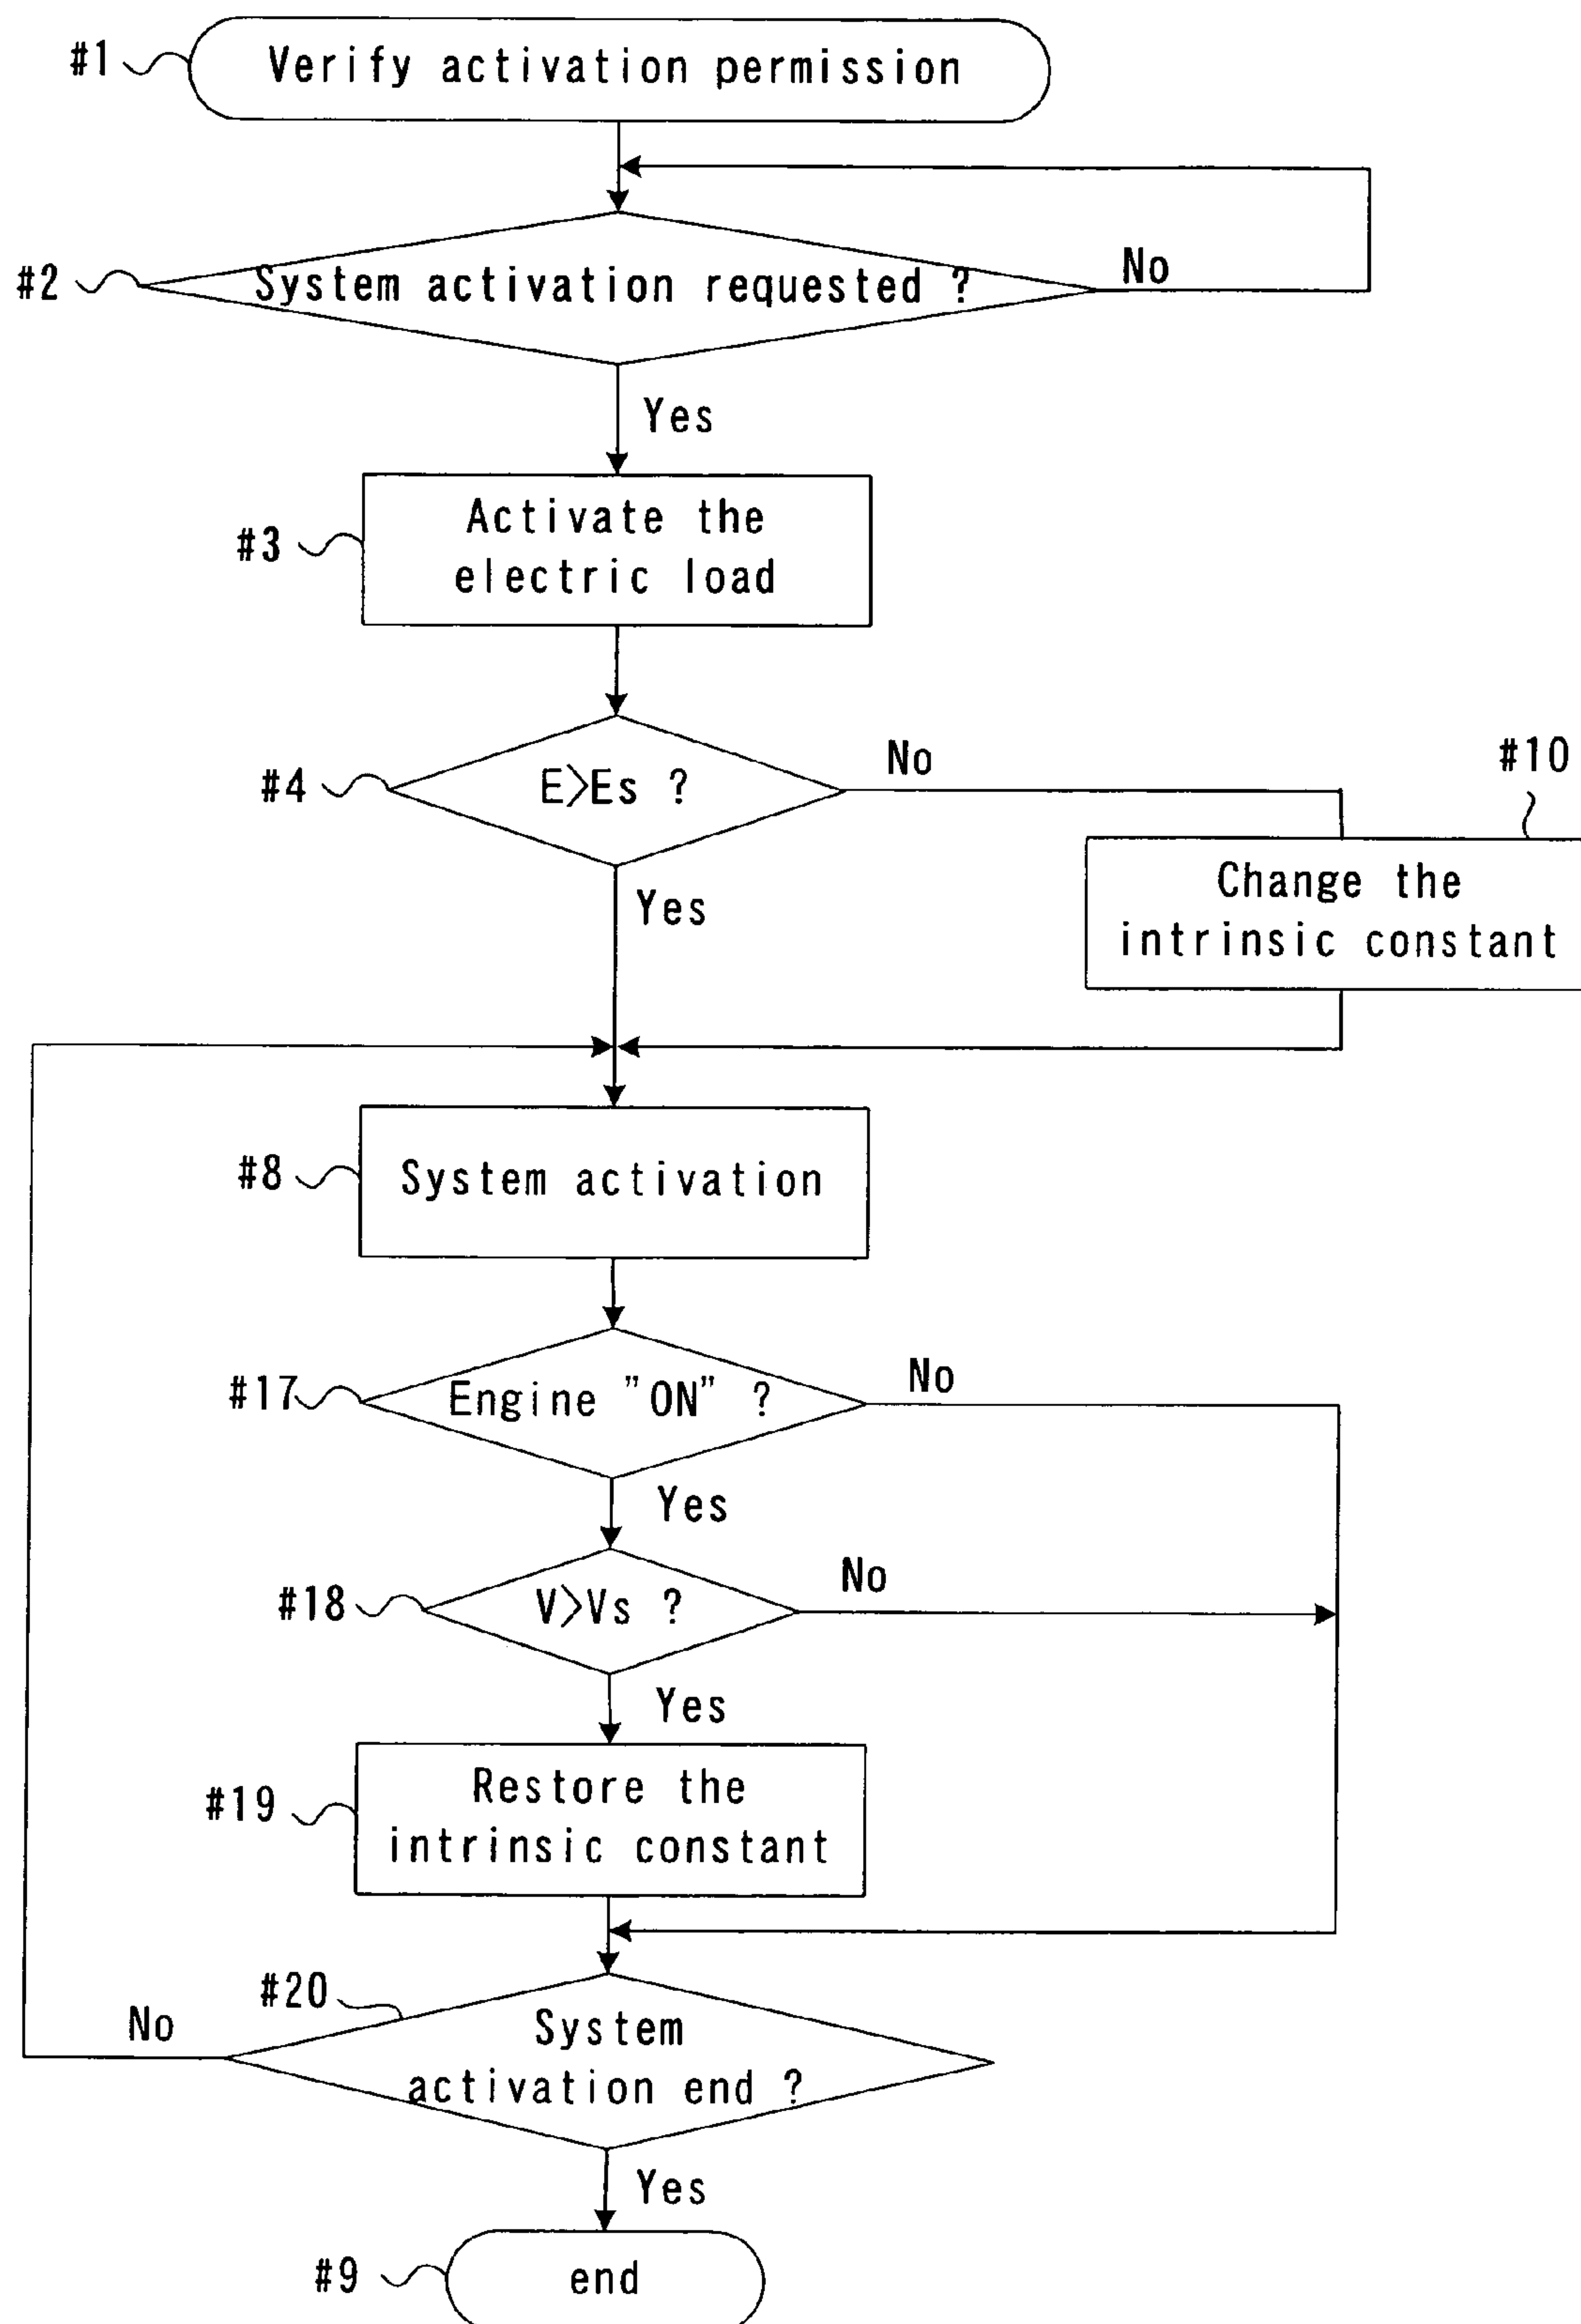 #1
Verify activation permission
#2
System activation requested ?
No
Yes
#3
Activate the
electric load
#4
E>Es ?
No
#10
Change the
intrinsic constant
Yes
#8
System activation
#17
Engine "ON" ?
No
Yes
#18
V>Vs ?
No
Yes
#19
Restore the
intrinsic constant
#20
No
System
activation end ?
Yes
#9
end